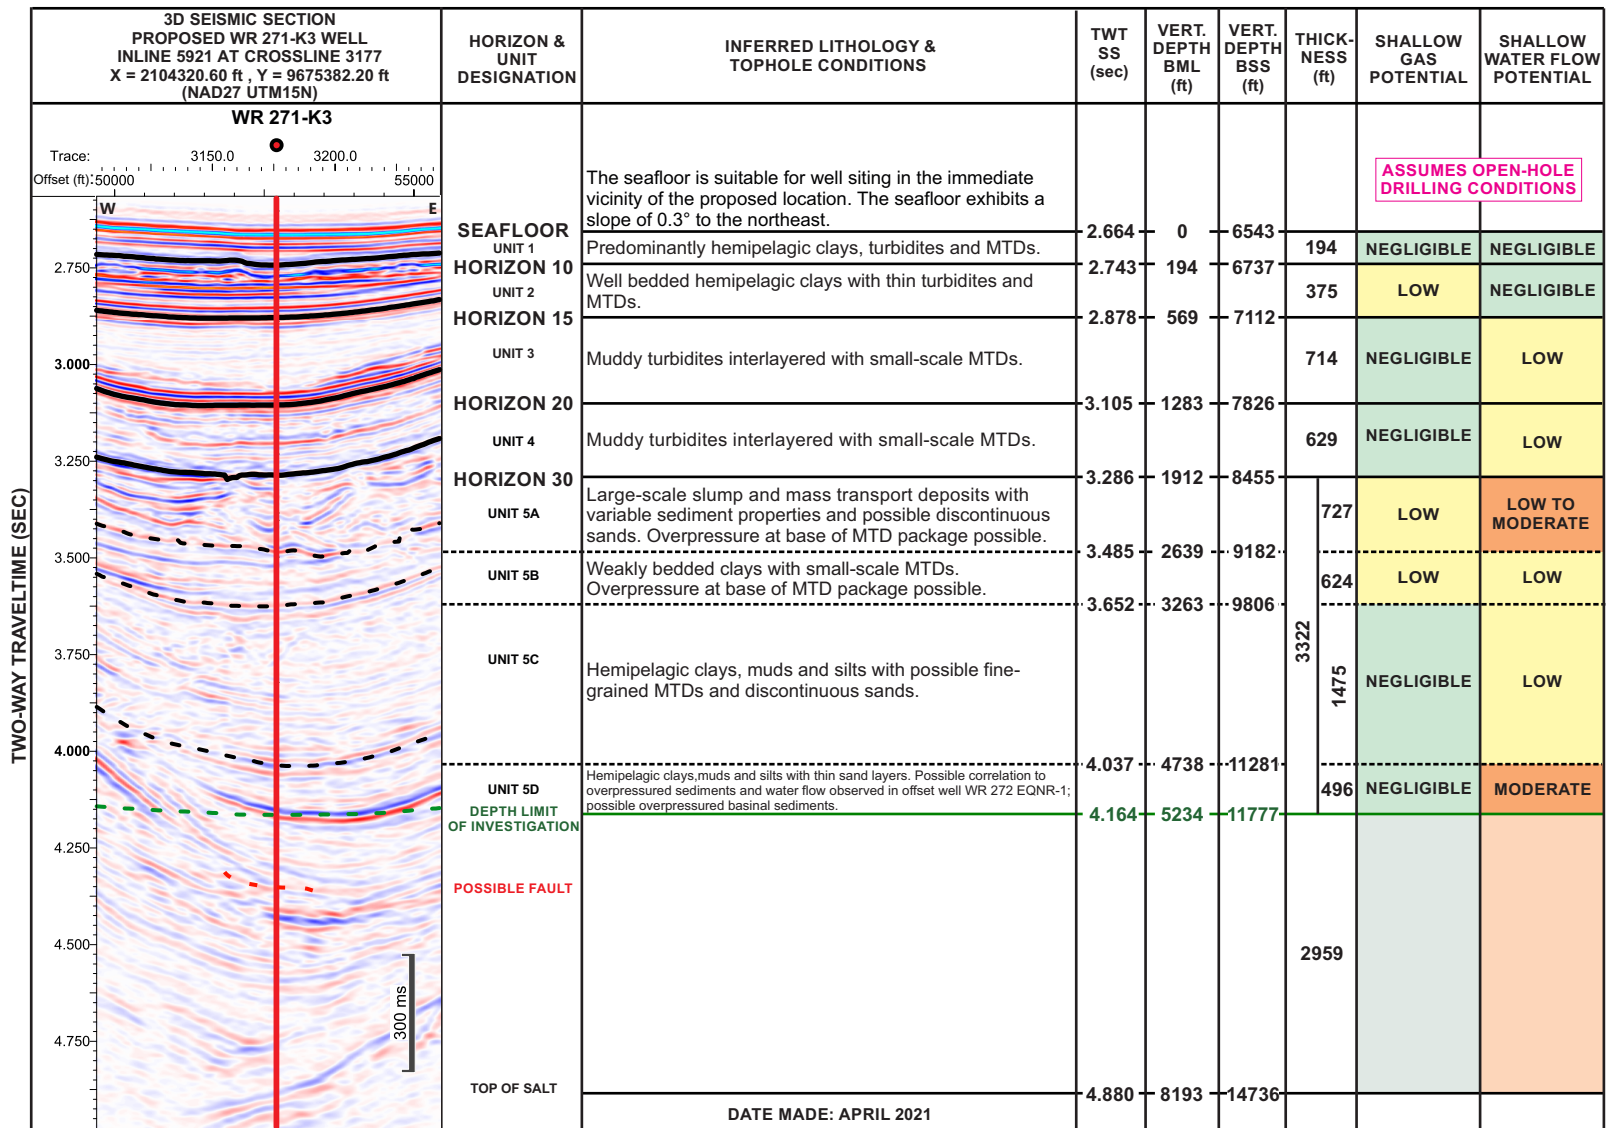 3D SEISMIC SECTION
PROPOSED WR 271-K3 WELL
INLINE 5921 AT CROSSLINE 3177
X = 2104320.60 ft , Y = 9675382.20 ft
(NAD27 UTM15N)
HORIZON &
UNIT
DESIGNATION
INFERRED LITHOLOGY &
TOPHOLE CONDITIONS
TWT
SS
(sec)
VERT.
DEPTH
BML
(ft)
VERT.
DEPTH
BSS
(ft)
THICK-
NESS
(ft)
SHALLOW
GAS
POTENTIAL
SHALLOW
WATER FLOW
POTENTIAL
WR 271-K3
Trace: 3150.0 3200.0
Offset (ft): 50000 55000
W E
TWO-WAY TRAVELTIME (SEC)
2.750
3.000
3.250
3.500
3.750
4.000
4.250
4.500
4.750
300 ms
ASSUMES OPEN-HOLE
DRILLING CONDITIONS
The seafloor is suitable for well siting in the immediate
vicinity of the proposed location. The seafloor exhibits a
slope of 0.3° to the northeast.
SEAFLOOR 2.664 0 6543
UNIT 1 Predominantly hemipelagic clays, turbidites and MTDs. 194 NEGLIGIBLE NEGLIGIBLE
HORIZON 10 2.743 194 6737
UNIT 2 Well bedded hemipelagic clays with thin turbidites and
MTDs. 375 LOW NEGLIGIBLE
HORIZON 15 2.878 569 7112
UNIT 3 Muddy turbidites interlayered with small-scale MTDs. 714 NEGLIGIBLE LOW
HORIZON 20 3.105 1283 7826
UNIT 4 Muddy turbidites interlayered with small-scale MTDs. 629 NEGLIGIBLE LOW
HORIZON 30 3.286 1912 8455
3322
UNIT 5A
Large-scale slump and mass transport deposits with
variable sediment properties and possible discontinuous
sands. Overpressure at base of MTD package possible.
727 LOW LOW TO
MODERATE
3.485 2639 9182
UNIT 5B
Weakly bedded clays with small-scale MTDs.
Overpressure at base of MTD package possible.
624 LOW LOW
3.652 3263 9806
UNIT 5C
Hemipelagic clays, muds and silts with possible fine-
grained MTDs and discontinuous sands.
1475 NEGLIGIBLE LOW
4.037 4738 11281
UNIT 5D
Hemipelagic clays,muds and silts with thin sand layers. Possible correlation to
overpressured sediments and water flow observed in offset well WR 272 EQNR-1;
possible overpressured basinal sediments.
496 NEGLIGIBLE MODERATE
DEPTH LIMIT
OF INVESTIGATION
4.164 5234 11777
POSSIBLE FAULT
2959
TOP OF SALT 4.880 8193 14736
DATE MADE: APRIL 2021